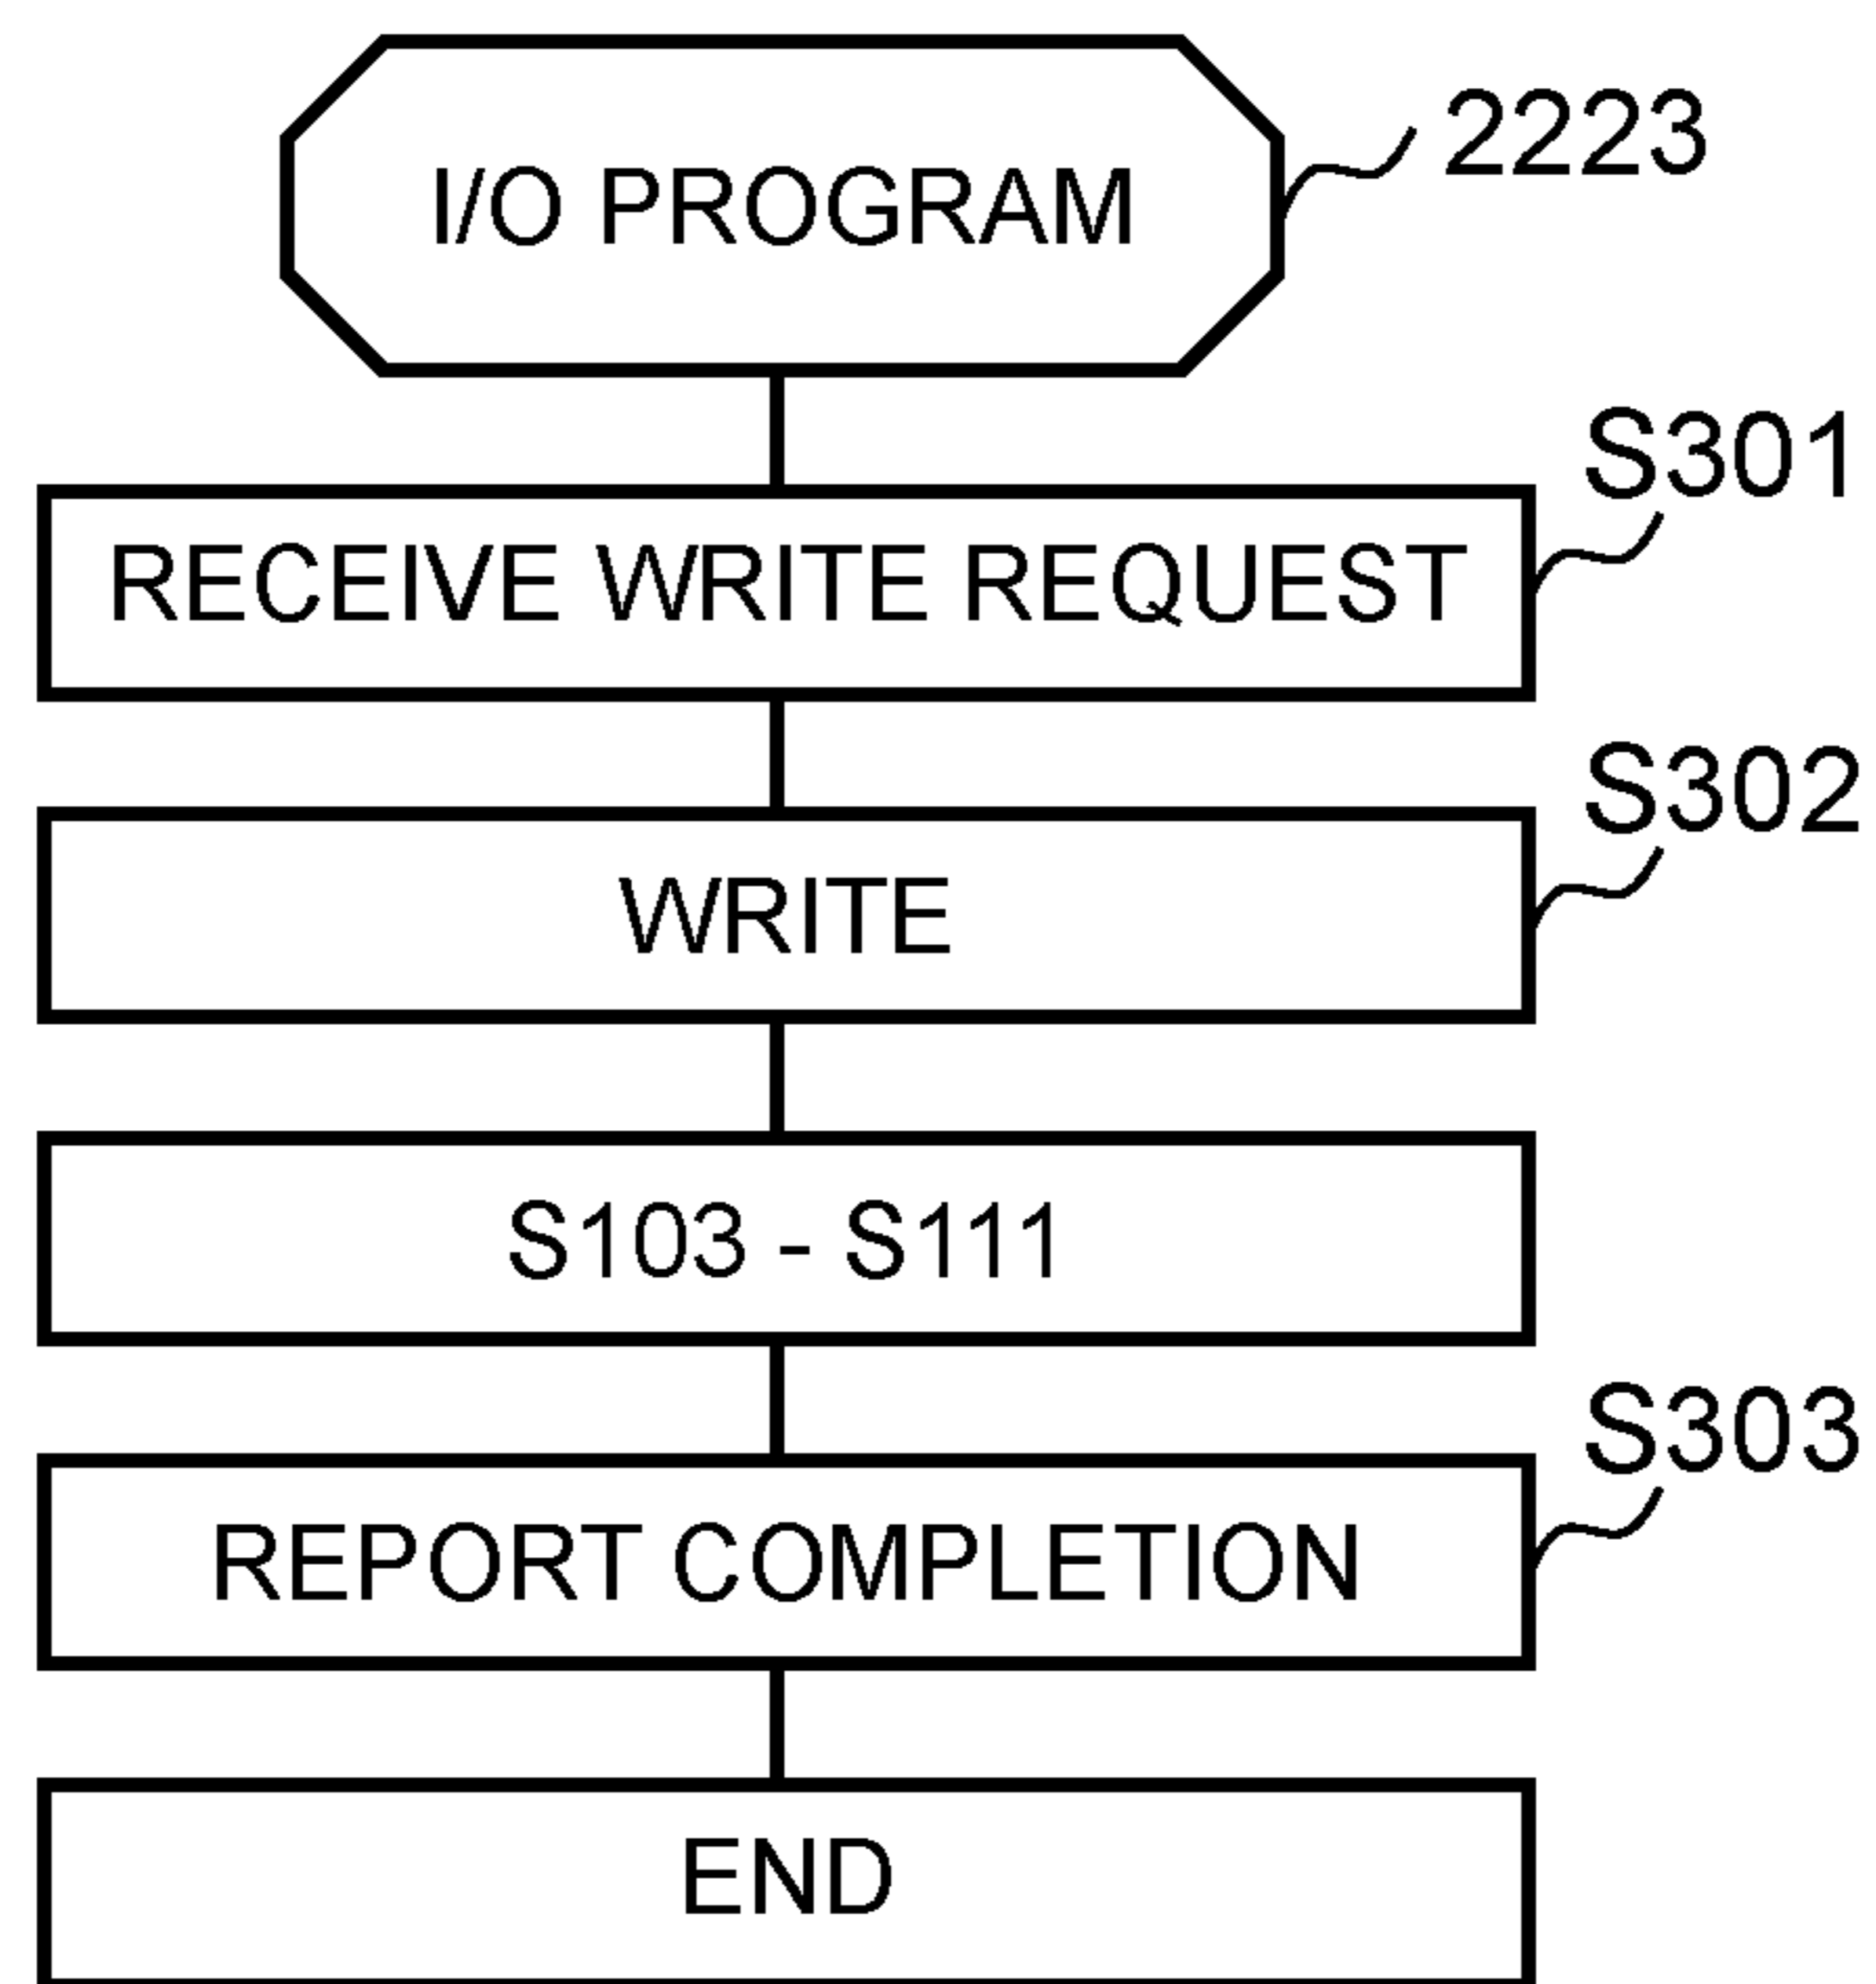 I/O PROGRAM
2223
S301
RECEIVE WRITE REQUEST
S302
WRITE
S103 - S111
S303
REPORT COMPLETION
END